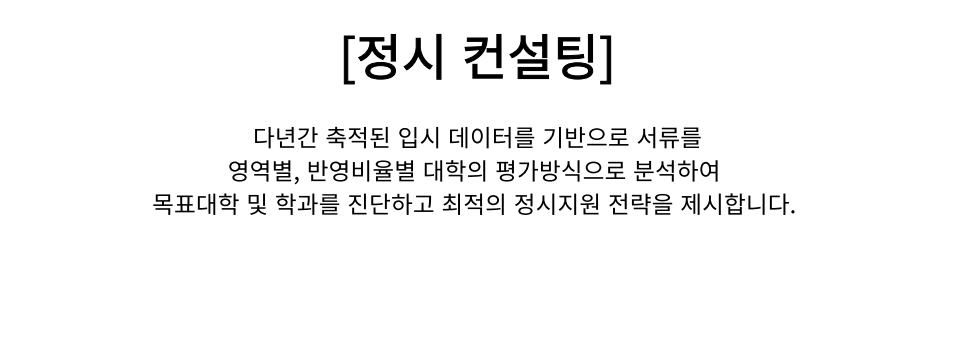 [정시 컨설팅]
다년간 축적된 입시 데이터를 기반으로 서류를
영역별, 반영비율별 대학의 평가방식으로 분석하여
목표대학 및 학과를 진단하고 최적의 정시지원 전략을 제시합니다.